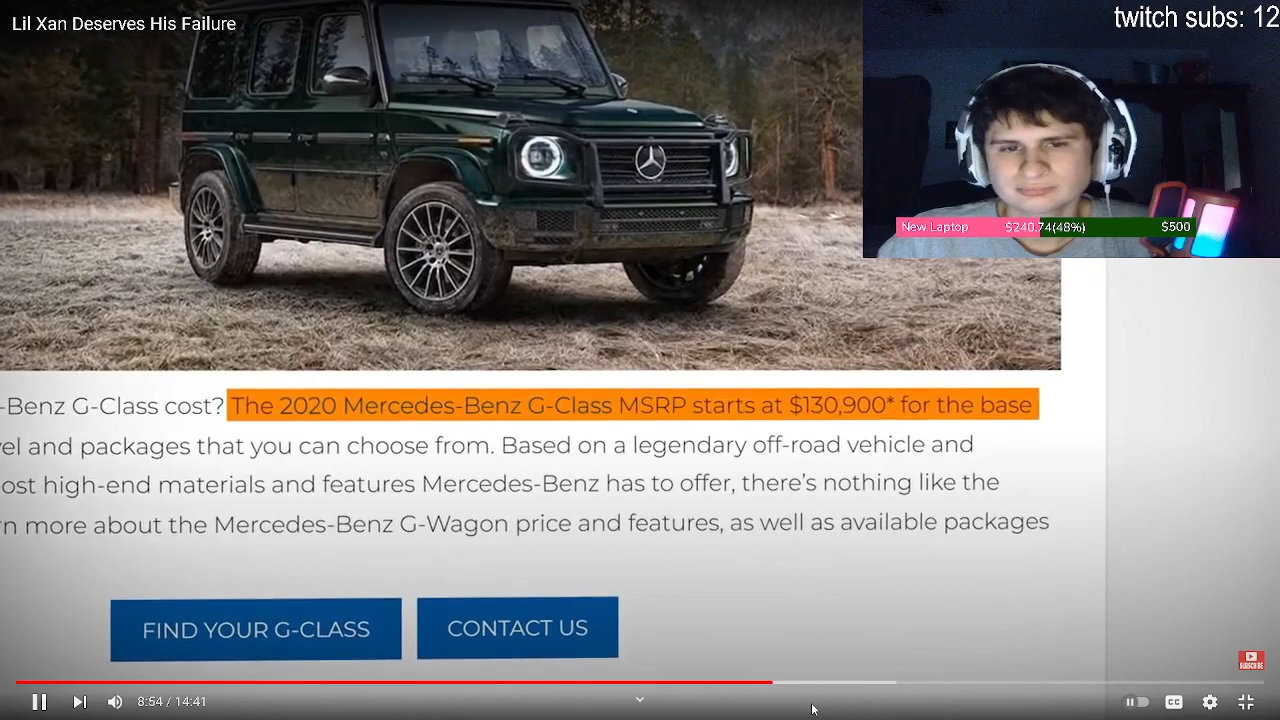 Lil Xan Deserves His Failure
twitch subs: 12
New Laptop $240.74(48%) $500
-Benz G-Class cost? The 2020 Mercedes-Benz G-Class MSRP starts at $130,900* for the base
vel and packages that you can choose from. Based on a legendary off-road vehicle and
ost high-end materials and features Mercedes-Benz has to offer, there's nothing like the
rn more about the Mercedes-Benz G-Wagon price and features, as well as available packages
FIND YOUR G-CLASS CONTACT US
SUBSCRIBE
8:54 / 14:41
CC